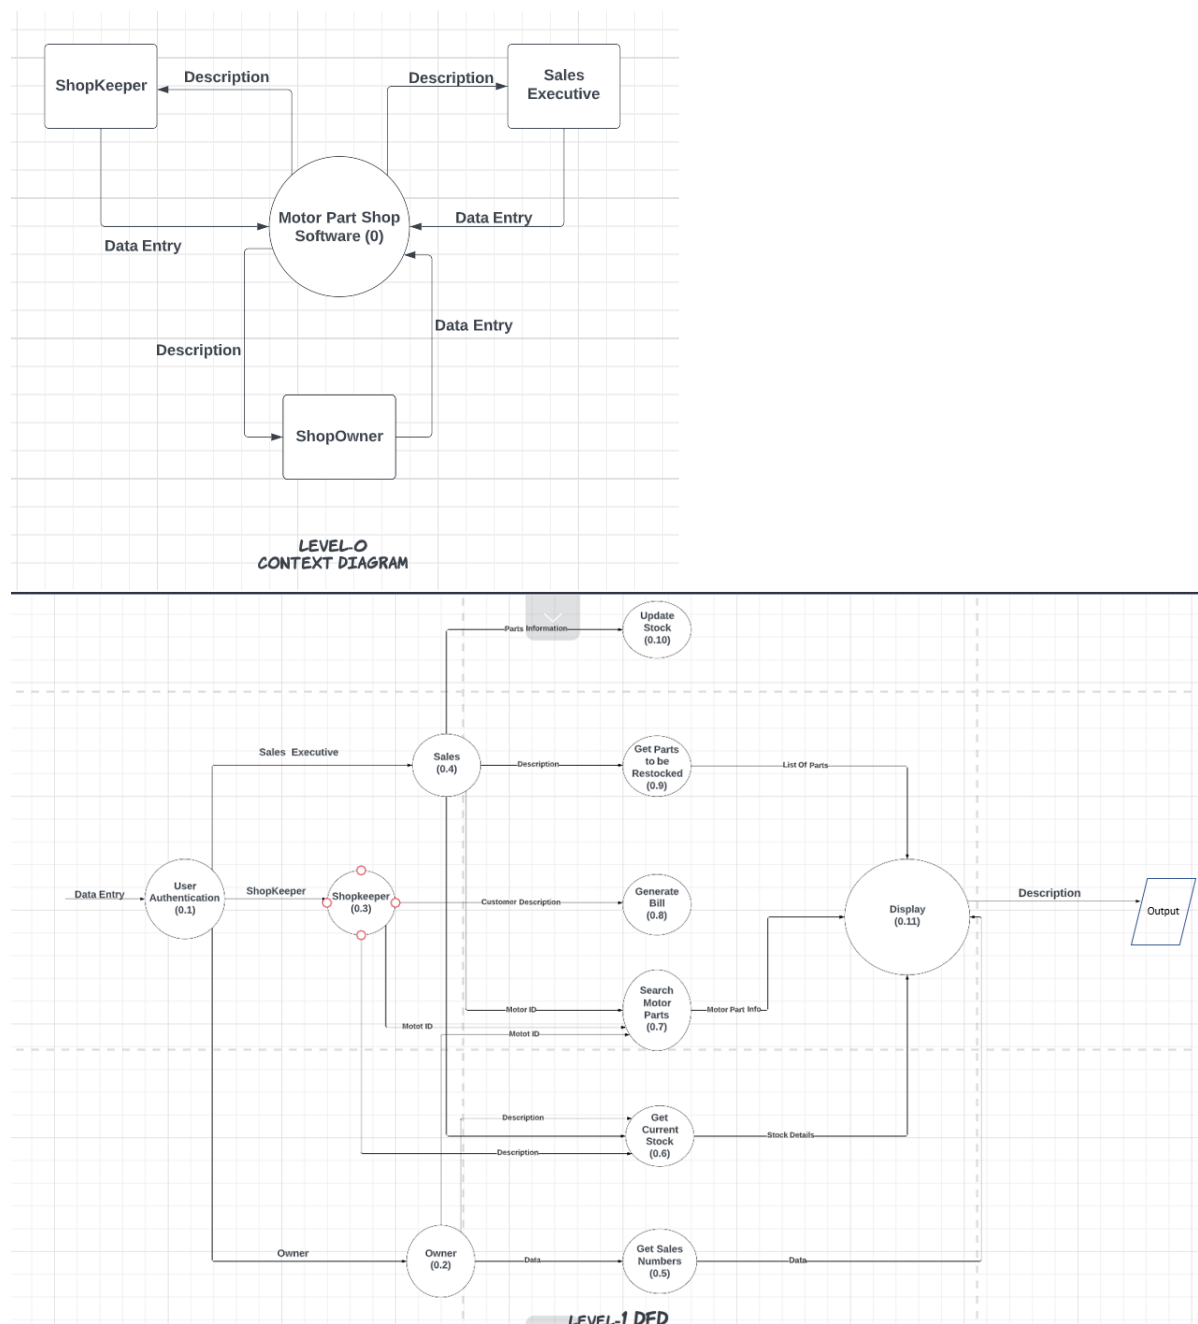 ShopKeeper
Description
Description
Sales
Executive
Motor Part Shop
Software (0)
Data Entry
Data Entry
Data Entry
Description
ShopOwner
LEVEL-0
CONTEXT DIAGRAM
Update
Stock
(0.10)
Parts Information
Sales Executive
Sales
(0.4)
Description
Get Parts
to be
Restocked
(0.9)
List Of Parts
Data Entry
User
Authentication
(0.1)
ShopKeeper
Shopkeeper
(0.3)
Customer Description
Generate
Bill
(0.8)
Display
(0.11)
Description
Output
Motor ID
Motot ID
Motot ID
Search
Motor
Parts
(0.7)
Motor Part Info
Description
Description
Get
Current
Stock
(0.6)
Stock Details
Owner
Owner
(0.2)
Data
Get Sales
Numbers
(0.5)
Data
LEVEL-1 DFD